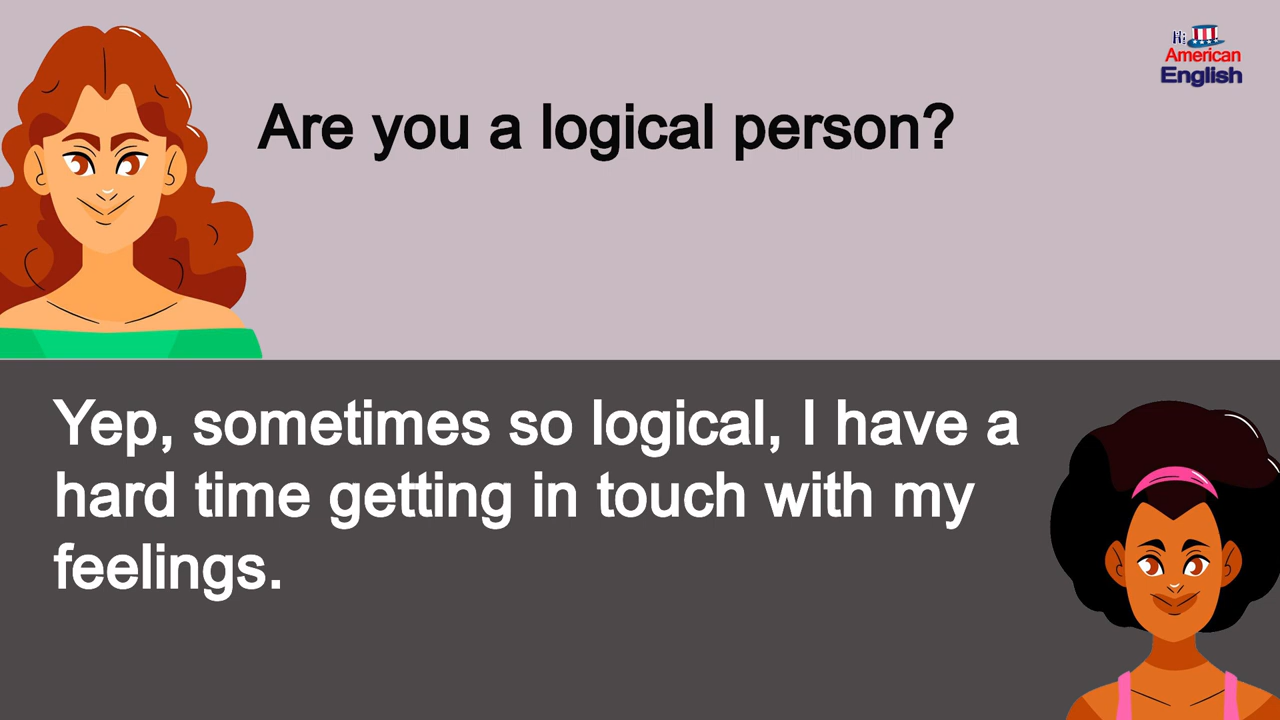 Hi
American
English
Are you a logical person?
Yep, sometimes so logical, I have a
hard time getting in touch with my
feelings.